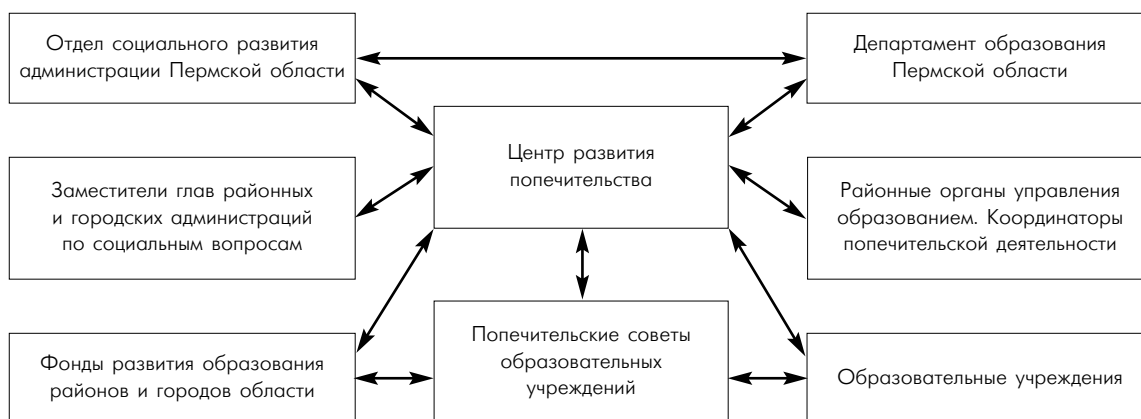 Отдел социального развития
администрации Пермской области
Департамент образования
Пермской области
Центр развития
попечительства
Заместители глав районных
и городских администраций
по социальным вопросам
Районные органы управления
образованием. Координаторы
попечительской деятельности
Фонды развития образования
районов и городов области
Попечительские советы
образовательных
учреждений
Образовательные учреждения